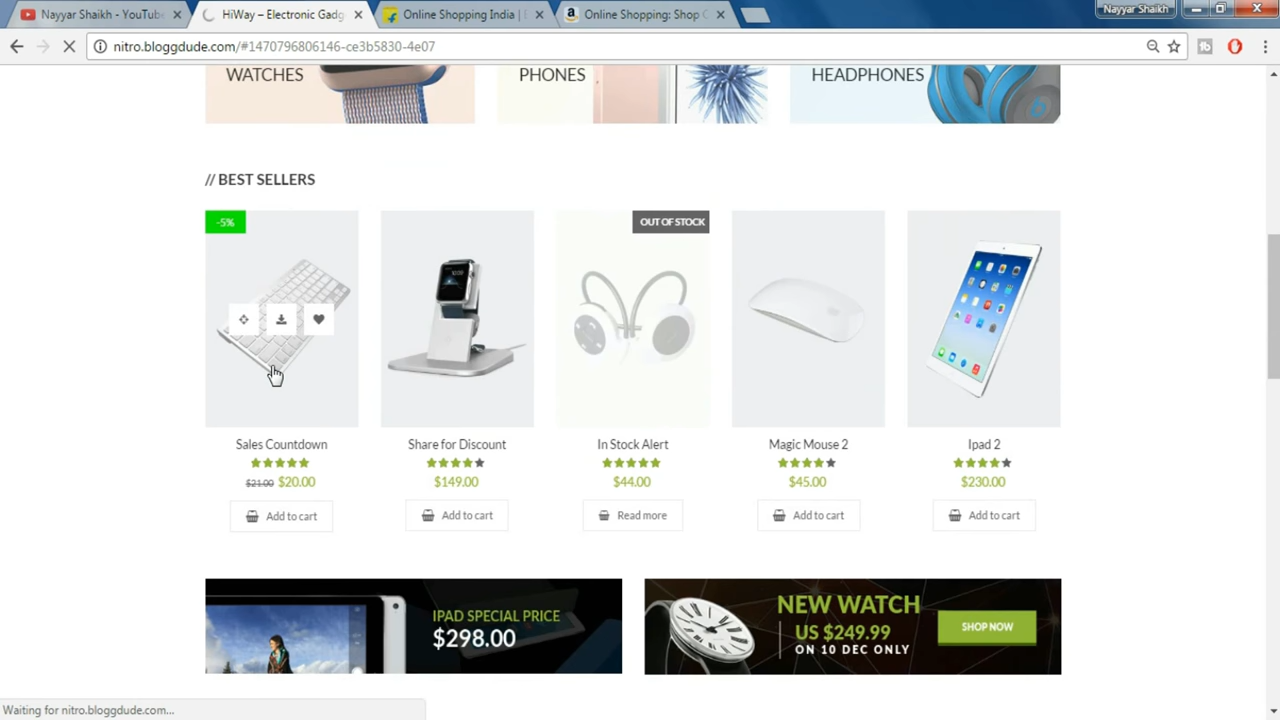 Nayyar Shaikh - YouTub
HiWay – Electronic Gadg
Online Shopping India |
Online Shopping: Shop
Nayyar Shaikh
nitro.bloggdude.com/#1470796806146-ce3b5830-4e07
WATCHES
PHONES
HEADPHONES
// BEST SELLERS
-5%
OUT OF STOCK
Sales Countdown
Share for Discount
In Stock Alert
Magic Mouse 2
Ipad 2
$21.00 $20.00
$149.00
$44.00
$45.00
$230.00
Add to cart
Add to cart
Read more
Add to cart
Add to cart
IPAD SPECIAL PRICE
$298.00
NEW WATCH
US $249.99
ON 10 DEC ONLY
SHOP NOW
Waiting for nitro.bloggdude.com...